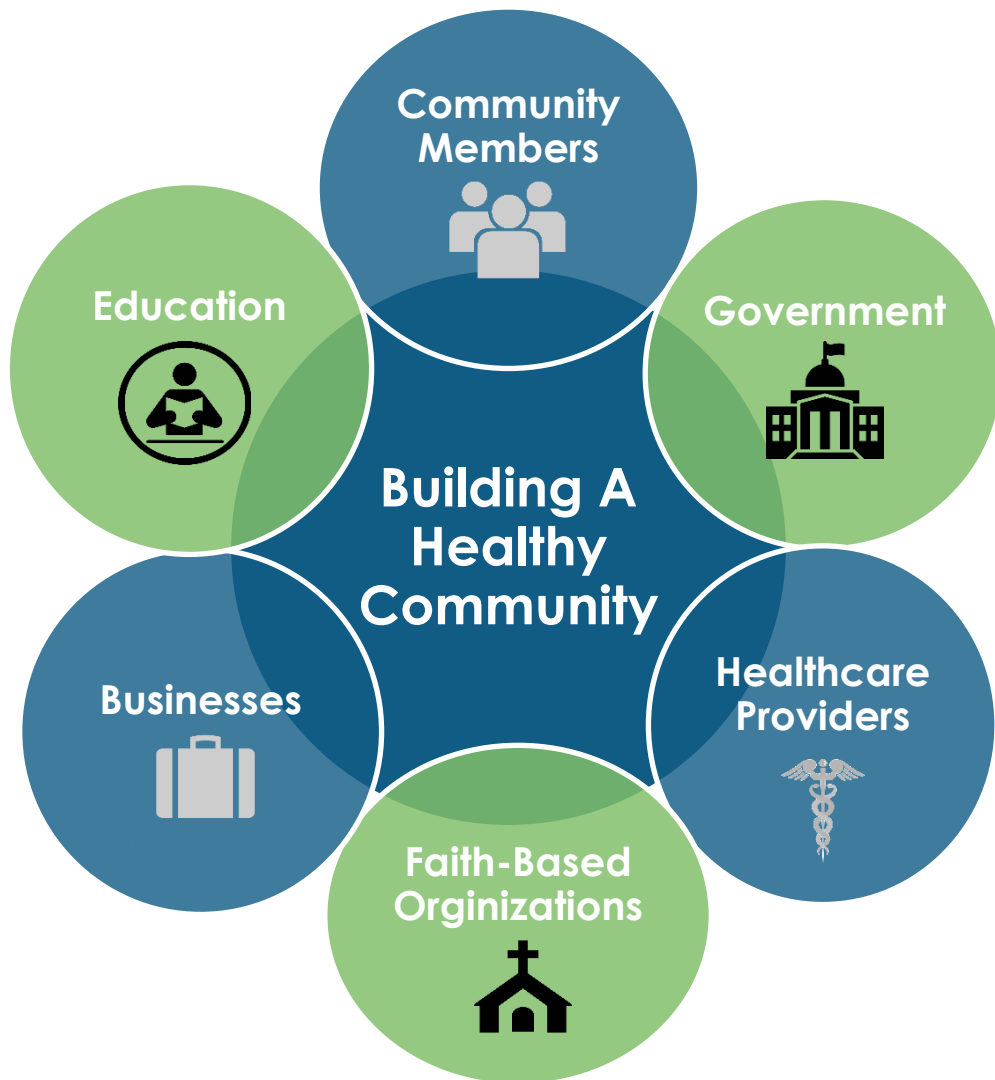 Community
Members
Education
Government
Building A
Healthy
Community
Businesses
Healthcare
Providers
Faith-Based
Orginizations